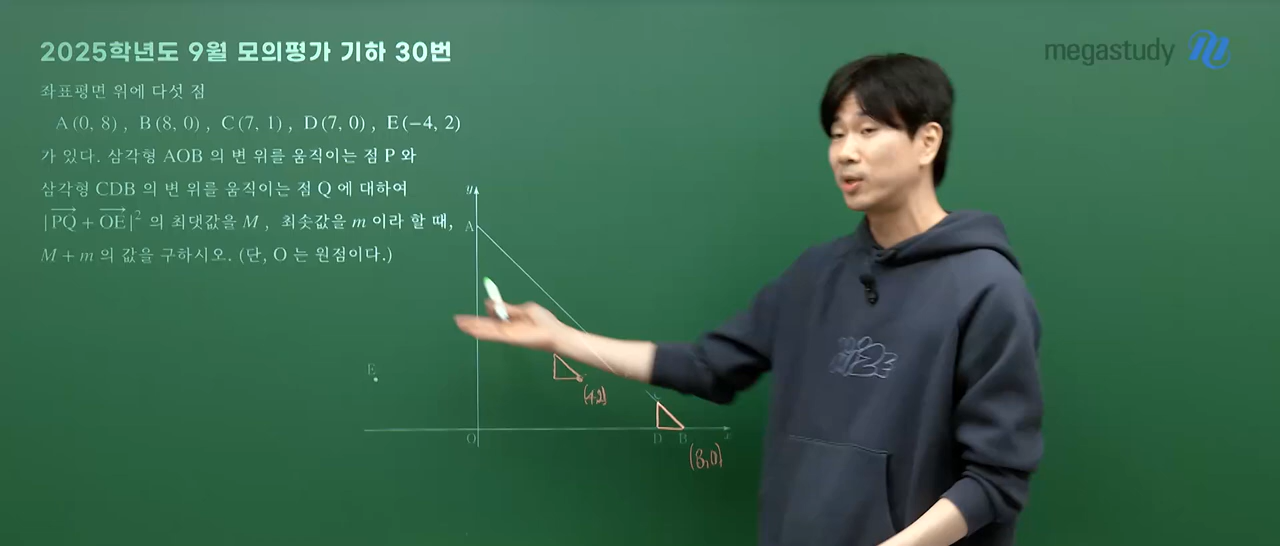 2025학년도 9월 모의평가 기하 30번
megastudy
좌표평면 위에 다섯 점
A(0, 8), B(8, 0), C(7, 1), D(7, 0), E(−4, 2)
가 있다. 삼각형 AOB 의 변 위를 움직이는 점 P 와
삼각형 CDB 의 변 위를 움직이는 점 Q 에 대하여
|PQ + OE|² 의 최댓값을 M, 최솟값을 m 이라 할 때,
M + m 의 값을 구하시오. (단, O 는 원점이다.)
y
A
E
(4,2)
O
D
B
x
(8,0)